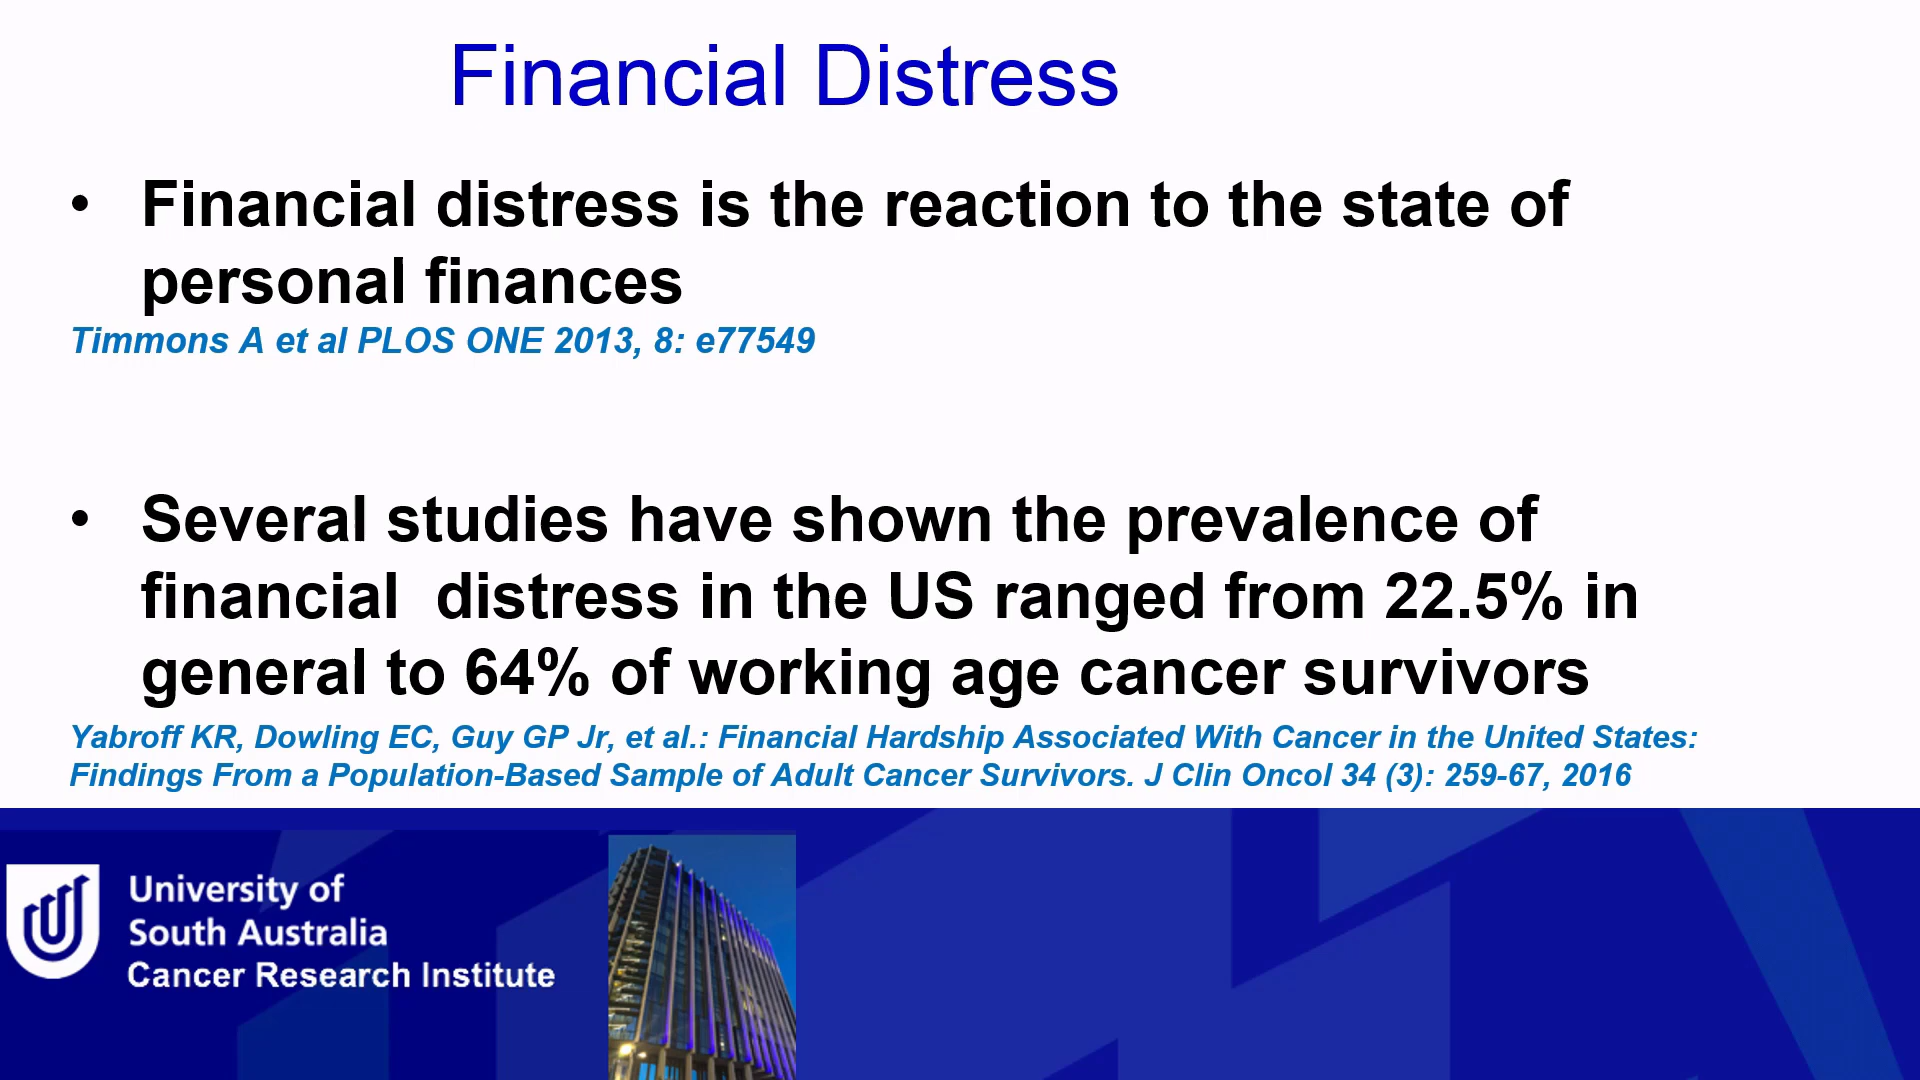 Financial Distress
• Financial distress is the reaction to the state of
personal finances
Timmons A et al PLOS ONE 2013, 8: e77549
• Several studies have shown the prevalence of
financial  distress in the US ranged from 22.5% in
general to 64% of working age cancer survivors
Yabroff KR, Dowling EC, Guy GP Jr, et al.: Financial Hardship Associated With Cancer in the United States:
Findings From a Population-Based Sample of Adult Cancer Survivors. J Clin Oncol 34 (3): 259-67, 2016
University of
South Australia
Cancer Research Institute